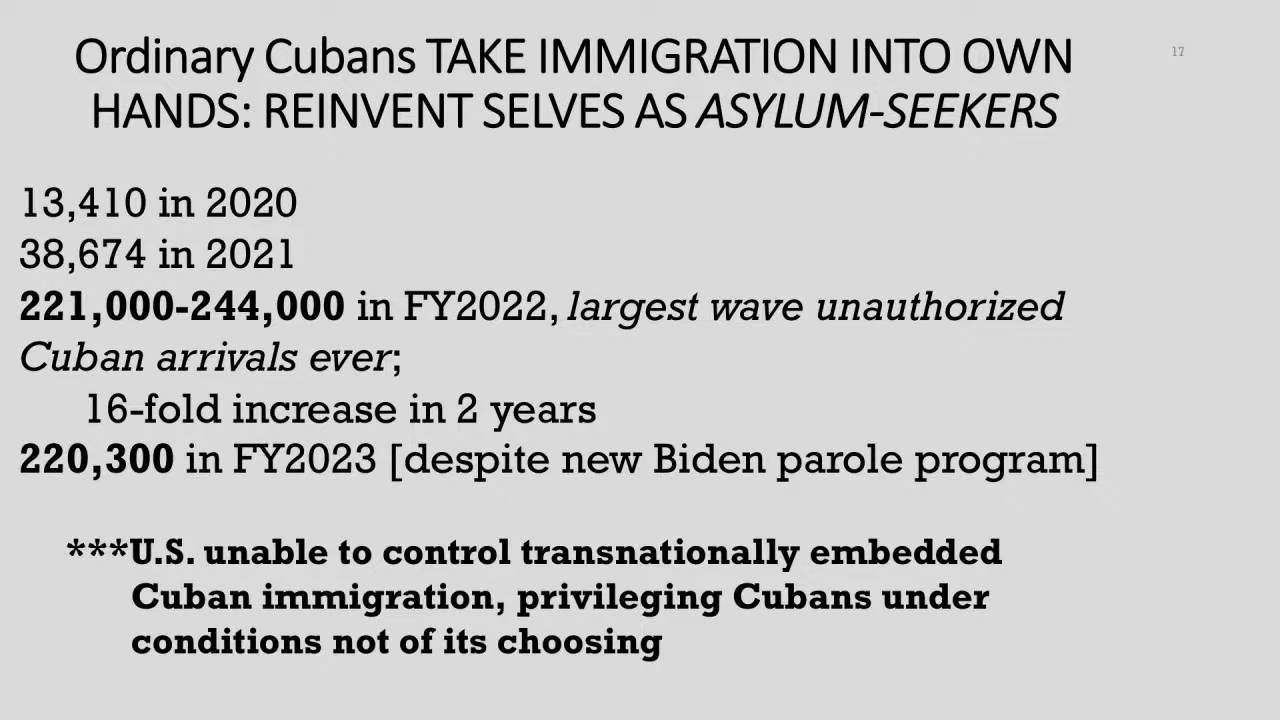 Ordinary Cubans TAKE IMMIGRATION INTO OWN
17
HANDS: REINVENT SELVES AS ASYLUM-SEEKERS
13,410 in 2020
38,674 in 2021
221,000-244,000 in FY2022, largest wave unauthorized
Cuban arrivals ever;
16-fold increase in 2 years
220,300 in FY2023 [despite new Biden parole program]
***U.S. unable to control transnationally embedded
Cuban immigration, privileging Cubans under
conditions not of its choosing